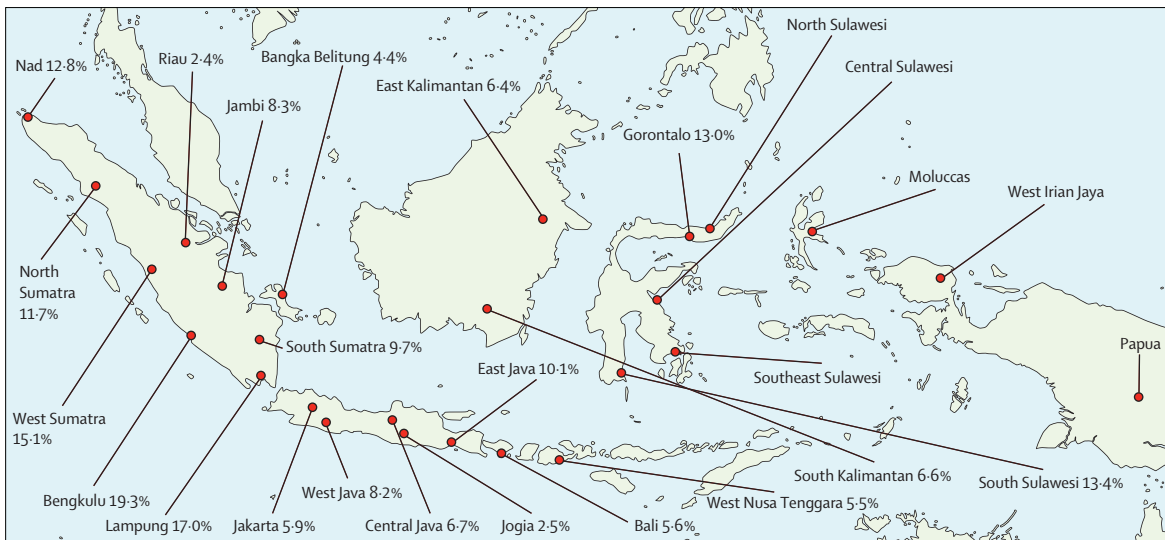 North Sulawesi
Nad 12·8%
Riau 2·4%
Bangka Belitung 4·4%
Central Sulawesi
East Kalimantan 6·4%
Jambi 8·3%
Gorontalo 13·0%
Moluccas
West Irian Jaya
North
Sumatra
11·7%
South Sumatra 9·7%
East Java 10·1%
Papua
Southeast Sulawesi
West Sumatra
15·1%
South Kalimantan 6·6%
South Sulawesi 13·4%
Bengkulu 19·3%
West Java 8·2%
West Nusa Tenggara 5·5%
Lampung 17·0%
Jakarta 5·9%
Central Java 6·7%
Jogia 2·5%
Bali 5·6%